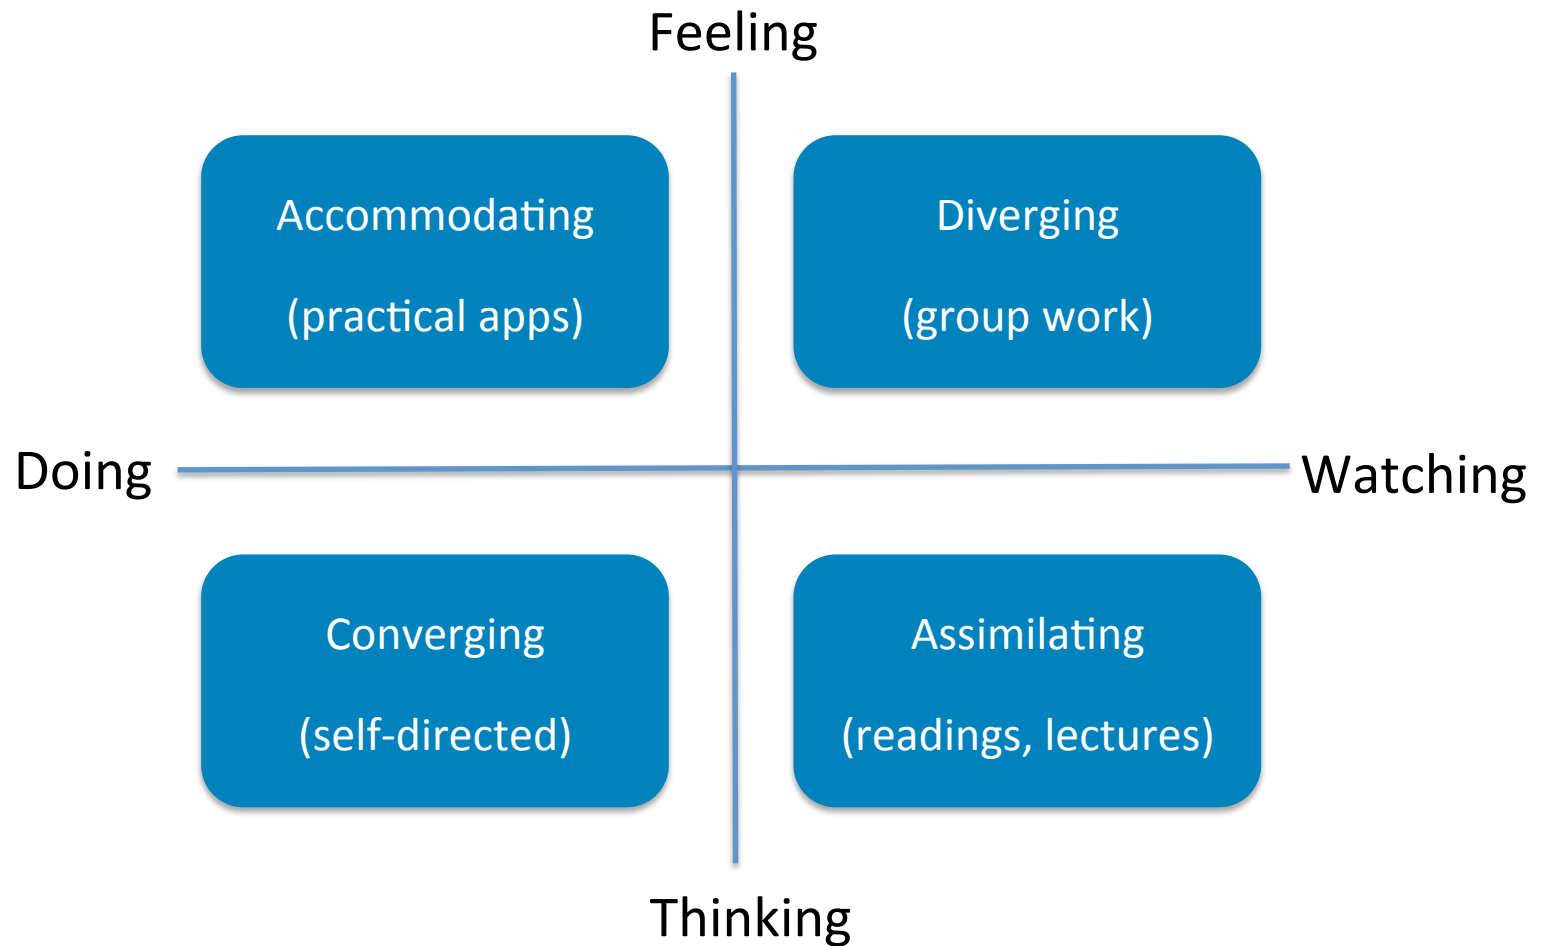 Feeling
Accommodating
(practical apps)
Diverging
(group work)
Doing
Watching
Converging
(self-directed)
Assimilating
(readings, lectures)
Thinking